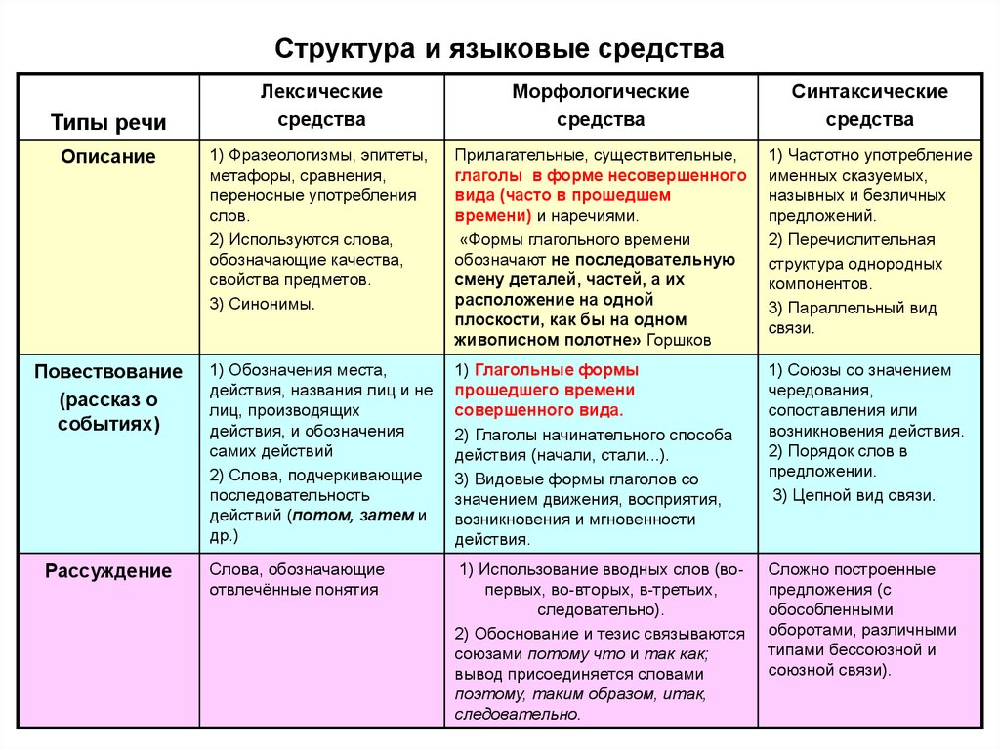 Структура и языковые средства
Типы речи
Лексические
средства
Морфологические
средства
Синтаксические
средства
Описание
1) Фразеологизмы, эпитеты,
метафоры, сравнения,
переносные употребления
слов.
2) Используются слова,
обозначающие качества,
свойства предметов.
3) Синонимы.
Прилагательные, существительные,
глаголы в форме несовершенного
вида (часто в прошедшем
времени) и наречиями.
«Формы глагольного времени
обозначают не последовательную
смену деталей, частей, а их
расположение на одной
плоскости, как бы на одном
живописном полотне» Горшков
1) Частотно употребление
именных сказуемых,
назывных и безличных
предложений.
2) Перечислительная
структура однородных
компонентов.
3) Параллельный вид
связи.
Повествование
(рассказ о
событиях)
1) Обозначения места,
действия, названия лиц и не
лиц, производящих
действия, и обозначения
самих действий
2) Слова, подчеркивающие
последовательность
действий (потом, затем и
др.)
1) Глагольные формы
прошедшего времени
совершенного вида.
2) Глаголы начинательного способа
действия (начали, стали...).
3) Видовые формы глаголов со
значением движения, восприятия,
возникновения и мгновенности
действия.
1) Союзы со значением
чередования,
сопоставления или
возникновения действия.
2) Порядок слов в
предложении.
3) Цепной вид связи.
Рассуждение
Слова, обозначающие
отвлечённые понятия
1) Использование вводных слов (во-
первых, во-вторых, в-третьих,
следовательно).
2) Обоснование и тезис связываются
союзами потому что и так как;
вывод присоединяется словами
поэтому, таким образом, итак,
следовательно.
Сложно построенные
предложения (с
обособленными
оборотами, различными
типами бессоюзной и
союзной связи).